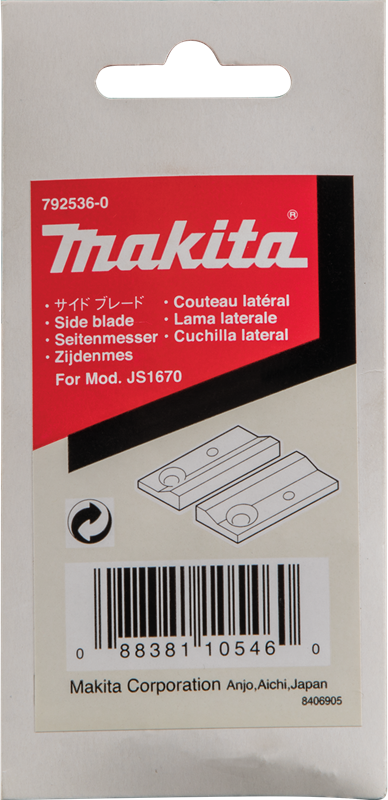 792536-0
makita®
・サイド ブレード ・Couteau latéral
・Side blade ・Lama laterale
・Seitenmesser ・Cuchilla lateral
・Zijdenmes
For Mod. JS1670
0 88381 10546 0
Makita Corporation Anjo,Aichi,Japan
8406905